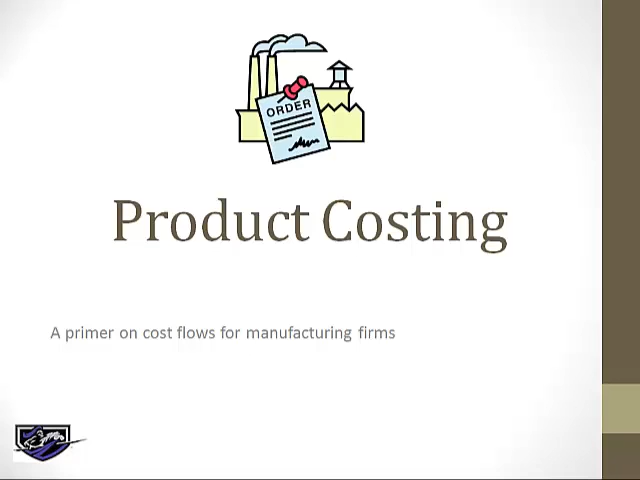 ORDER
Product Costing
A primer on cost flows for manufacturing firms